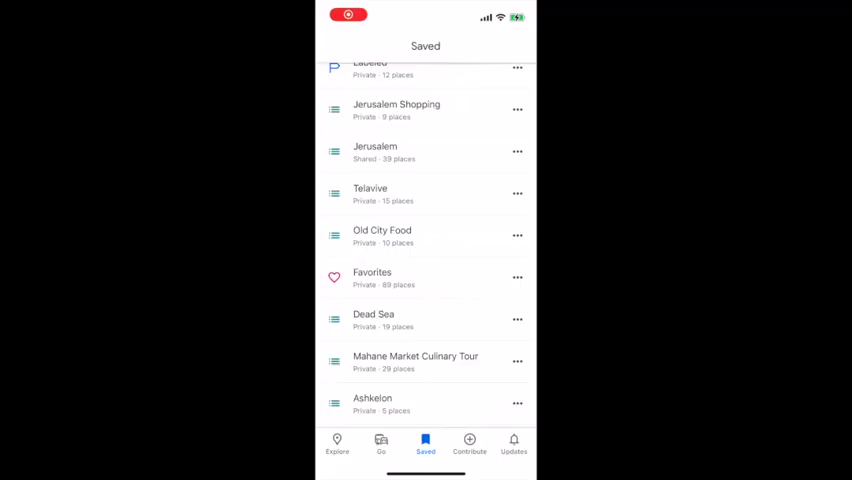 Saved
Labeled
Private · 12 places
Jerusalem Shopping
Private · 9 places
Jerusalem
Shared · 39 places
Telavive
Private · 15 places
Old City Food
Private · 10 places
Favorites
Private · 89 places
Dead Sea
Private · 19 places
Mahane Market Culinary Tour
Private · 29 places
Ashkelon
Private · 5 places
Explore
Go
Saved
Contribute
Updates